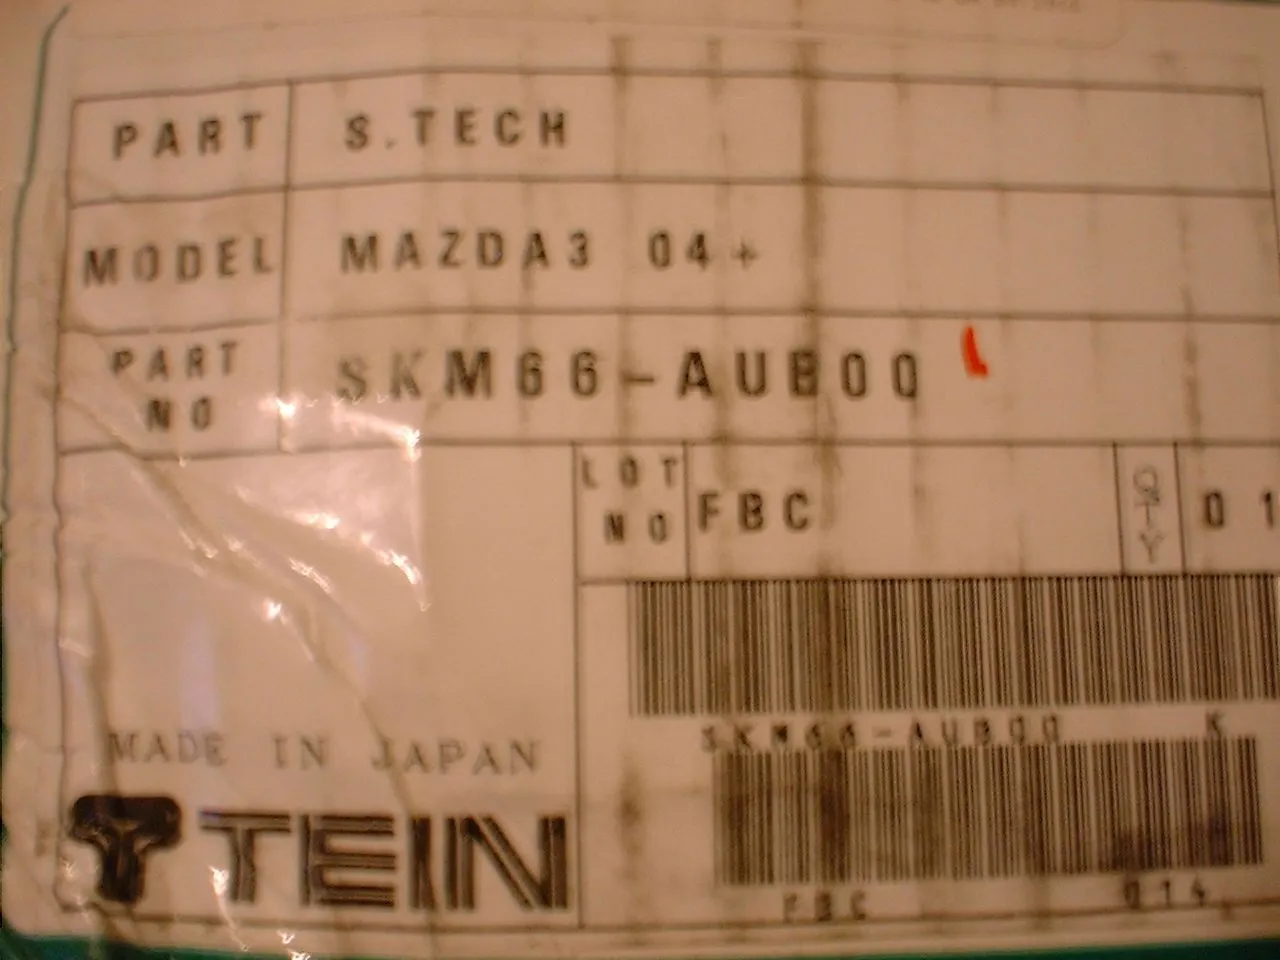 PART S.TECH
MODEL MAZDA3 04+
PART NO SKM66-AUB00
LOT NO FBC QTY 01
SKM66-AUB00 K
MADE IN JAPAN
TEIN
FBC 014